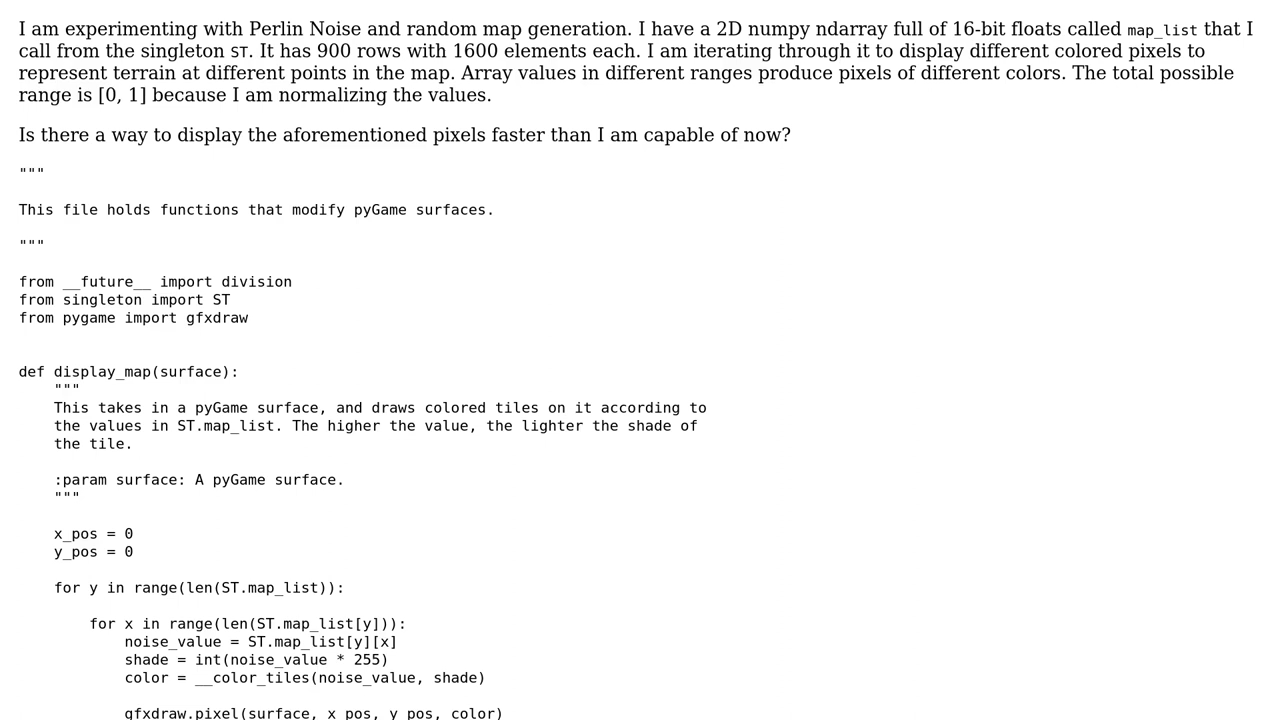 I am experimenting with Perlin Noise and random map generation. I have a 2D numpy ndarray full of 16-bit floats called map_list that I
call from the singleton ST. It has 900 rows with 1600 elements each. I am iterating through it to display different colored pixels to
represent terrain at different points in the map. Array values in different ranges produce pixels of different colors. The total possible
range is [0, 1] because I am normalizing the values.
Is there a way to display the aforementioned pixels faster than I am capable of now?
"""
This file holds functions that modify pyGame surfaces.
"""
from __future__ import division
from singleton import ST
from pygame import gfxdraw
def display_map(surface):
    """
    This takes in a pyGame surface, and draws colored tiles on it according to
    the values in ST.map_list. The higher the value, the lighter the shade of
    the tile.
    :param surface: A pyGame surface.
    """
    x_pos = 0
    y_pos = 0
    for y in range(len(ST.map_list)):
        for x in range(len(ST.map_list[y])):
            noise_value = ST.map_list[y][x]
            shade = int(noise_value * 255)
            color = __color_tiles(noise_value, shade)
            gfxdraw.pixel(surface, x_pos, y_pos, color)